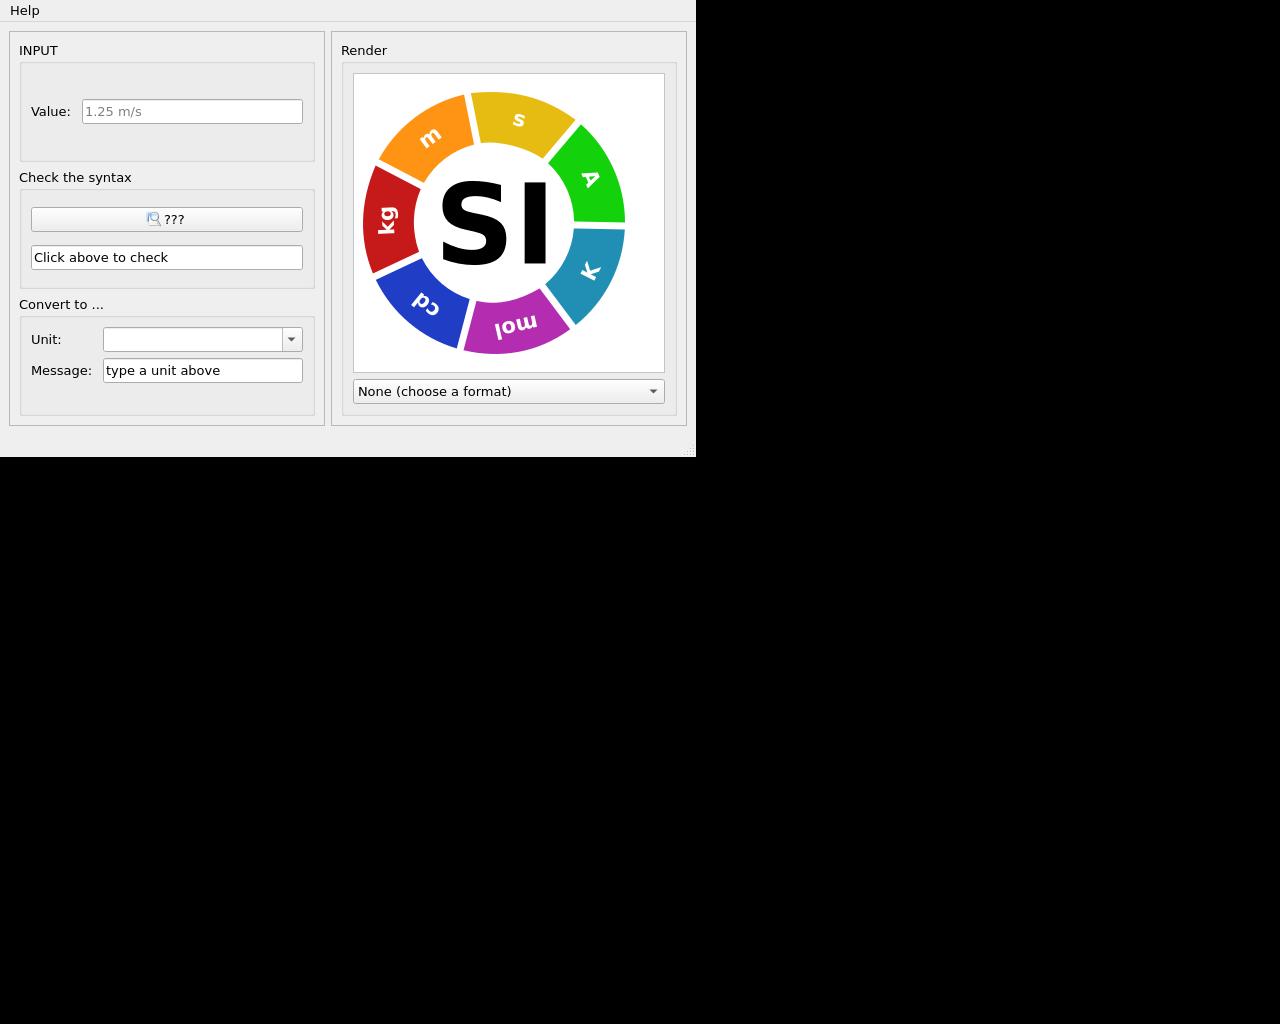 Help
INPUT
Value: 1.25 m/s
Check the syntax
???
Click above to check
Convert to ...
Unit:
Message: type a unit above
Render
s
A
K
mol
cd
kg
m
SI
None (choose a format)